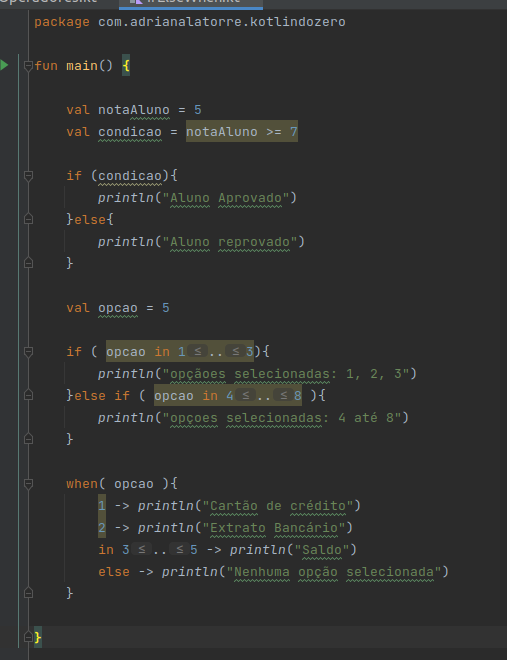 package com.adrianalatorre.kotlindozero
fun main() {
val notaAluno = 5
val condicao = notaAluno >= 7
if (condicao){
println("Aluno Aprovado")
}else{
println("Aluno reprovado")
}
val opcao = 5
if ( opcao in 1≤..≤3){
println("opçãoes selecionadas: 1, 2, 3")
}else if ( opcao in 4≤..≤8 ){
println("opçoes selecionadas: 4 até 8")
}
when( opcao ){
1 -> println("Cartão de crédito")
2 -> println("Extrato Bancário")
in 3≤..≤5 -> println("Saldo")
else -> println("Nenhuma opção selecionada")
}
}